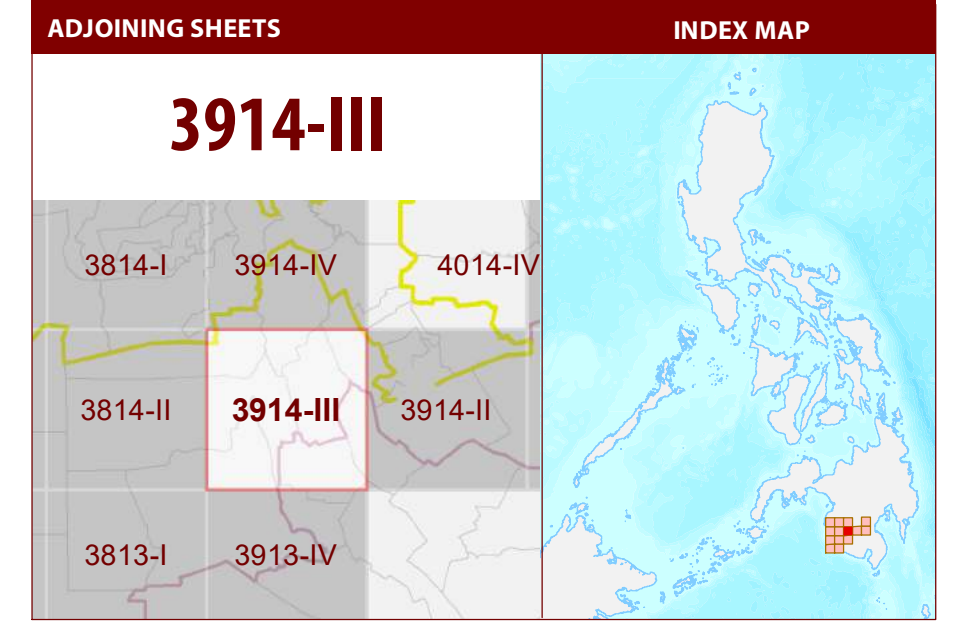 ADJOINING SHEETS
INDEX MAP
3914-III
3814-I
3914-IV
4014-IV
3814-II
3914-III
3914-II
3813-I
3913-IV